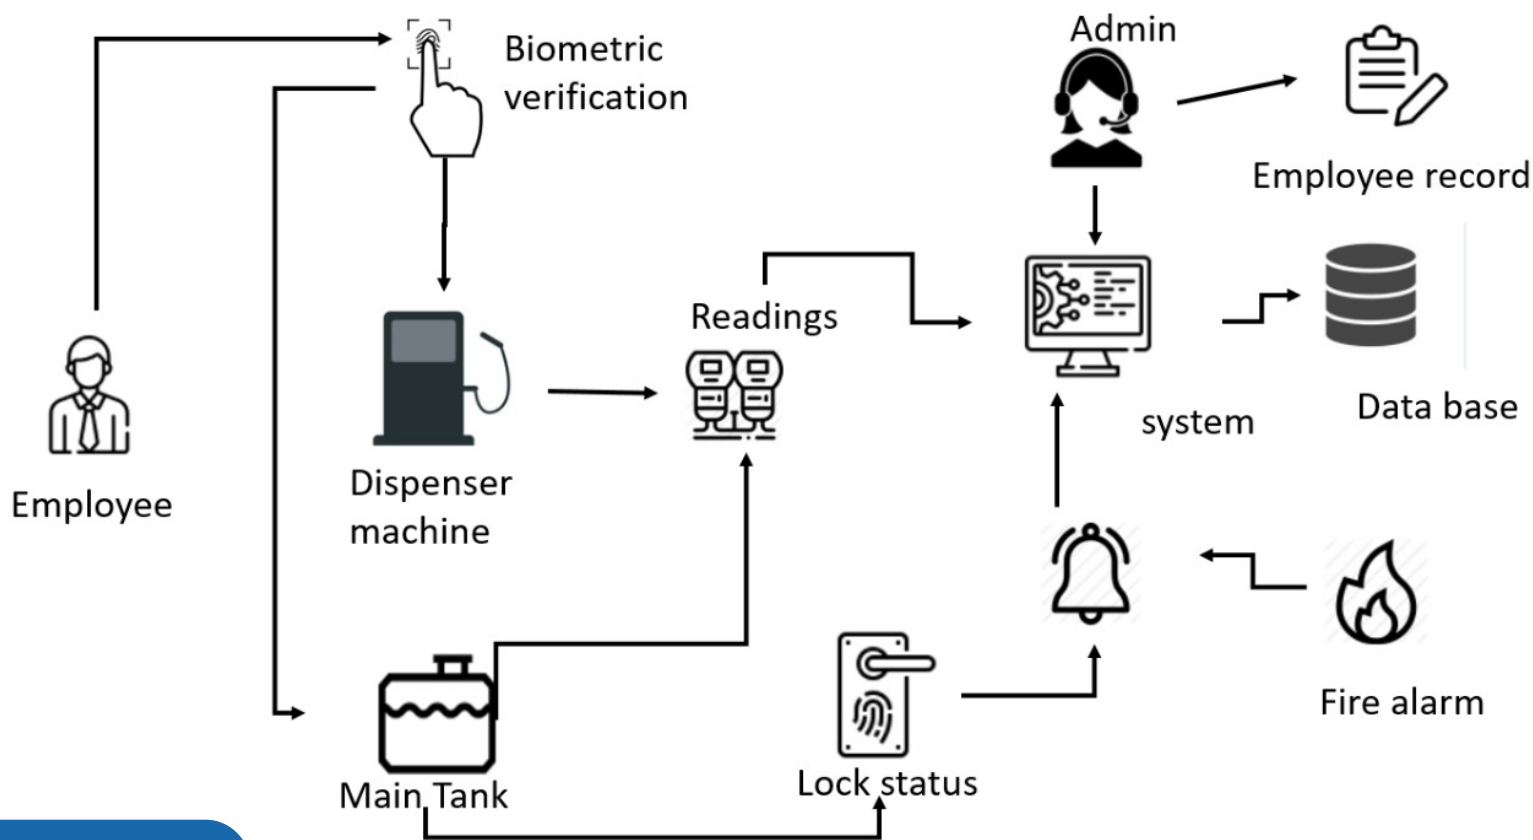 Admin
Biometric
verification
Employee record
Readings
Data base
system
Dispenser
machine
Employee
Fire alarm
Lock status
Main Tank